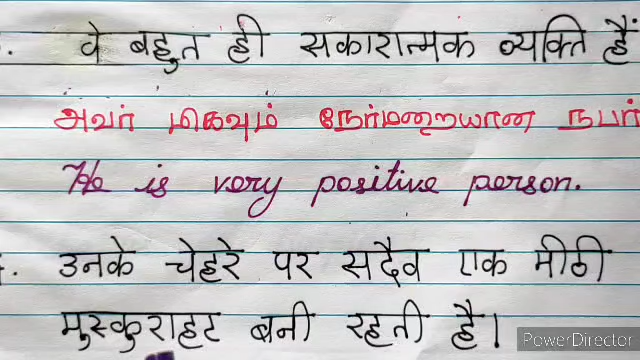 वे बहुत ही सकारात्मक व्यक्ति हैं
அவர் மிகவும் நேர்மறையான நபர்
He is very positive person.
उनके चेहरे पर सदैव एक मीठी
मुस्कुराहट बनी रहती है।
PowerDirector